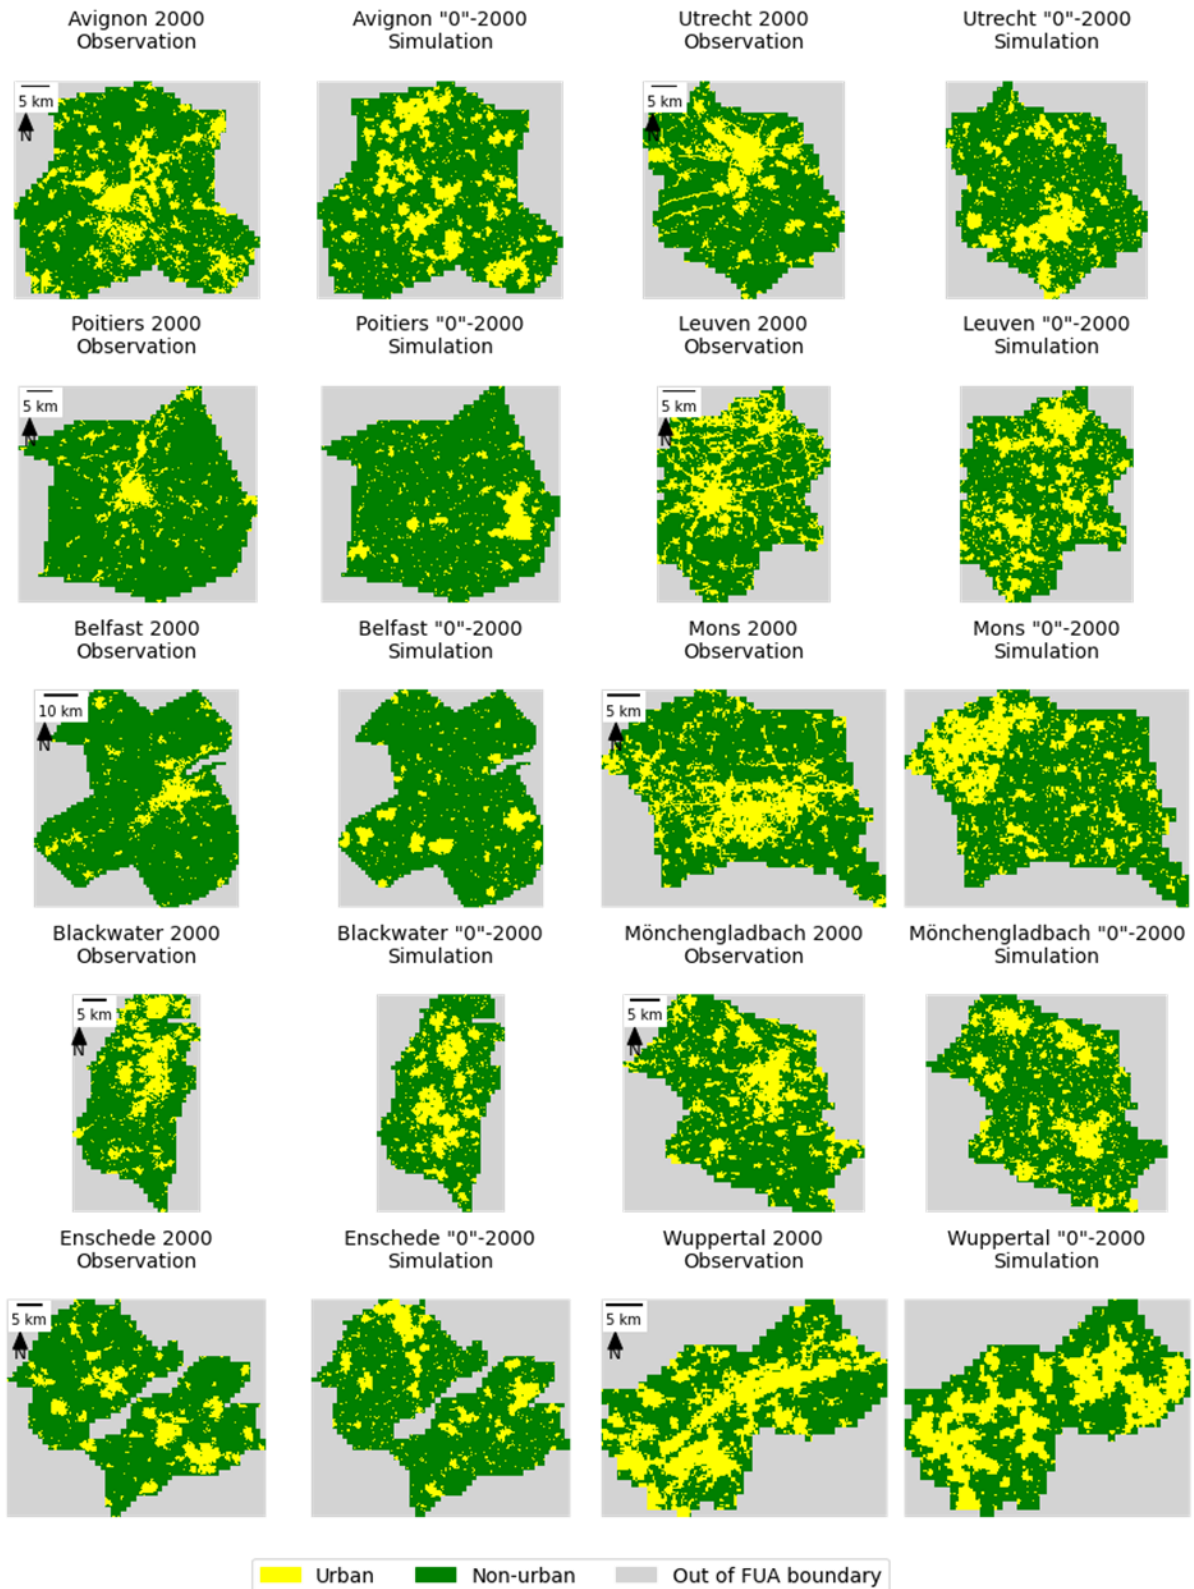 Avignon 2000
Observation
Avignon "0"-2000
Simulation
Utrecht 2000
Observation
Utrecht "0"-2000
Simulation
5 km
N
5 km
N
Poitiers 2000
Observation
Poitiers "0"-2000
Simulation
Leuven 2000
Observation
Leuven "0"-2000
Simulation
5 km
N
5 km
N
Belfast 2000
Observation
Belfast "0"-2000
Simulation
Mons 2000
Observation
Mons "0"-2000
Simulation
10 km
N
5 km
N
Blackwater 2000
Observation
Blackwater "0"-2000
Simulation
Mönchengladbach 2000
Observation
Mönchengladbach "0"-2000
Simulation
5 km
N
5 km
N
Enschede 2000
Observation
Enschede "0"-2000
Simulation
Wuppertal 2000
Observation
Wuppertal "0"-2000
Simulation
5 km
N
5 km
N
Urban
Non-urban
Out of FUA boundary